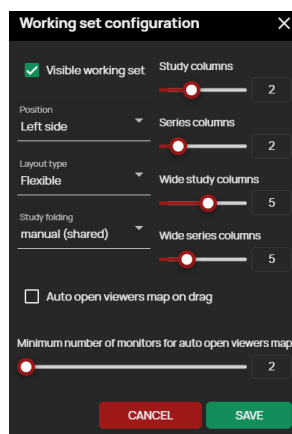 Working set configuration
Visible working set
Study columns
2
Position
Left side
Series columns
2
Layout type
Flexible
Wide study columns
5
Study folding
manual (shared)
Wide series columns
5
Auto open viewers map on drag
Minimum number of monitors for auto open viewers map
2
CANCEL
SAVE